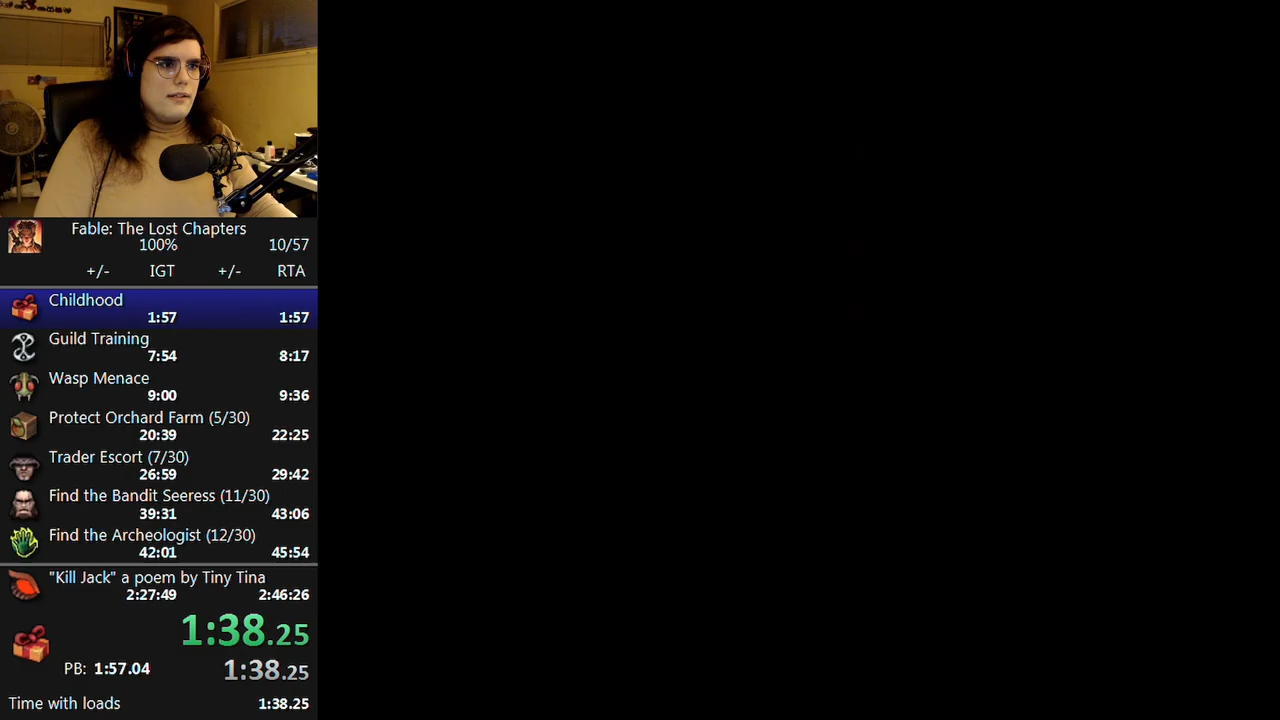 Fable: The Lost Chapters
100% 10/57
+/- IGT +/- RTA
Childhood
1:57 1:57
Guild Training
7:54 8:17
Wasp Menace
9:00 9:36
Protect Orchard Farm (5/30)
20:39 22:25
Trader Escort (7/30)
26:59 29:42
Find the Bandit Seeress (11/30)
39:31 43:06
Find the Archeologist (12/30)
42:01 45:54
"Kill Jack" a poem by Tiny Tina
2:27:49 2:46:26
1:38.25
PB: 1:57.04 1:38.25
Time with loads 1:38.25